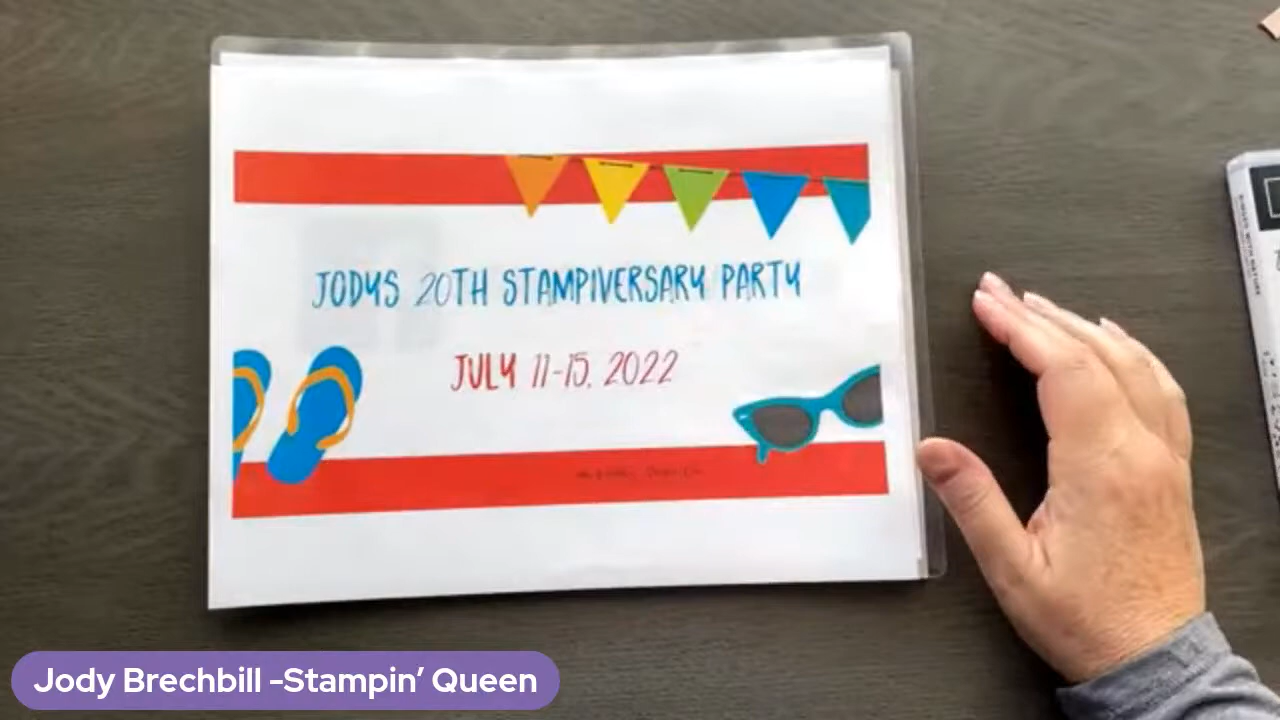 JODYS 20TH STAMPIVERSARY PARTY
JULY 11-15, 2022
Jody Brechbill -Stampin’ Queen